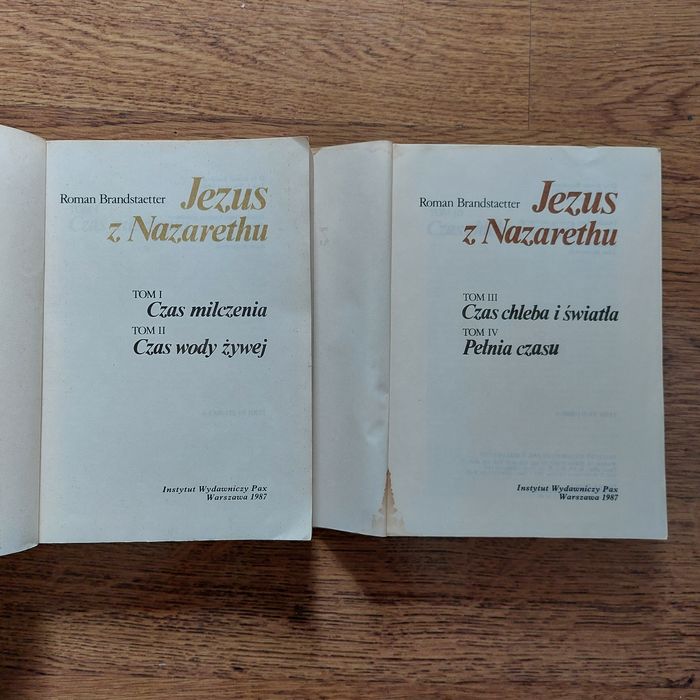 Roman Brandstaetter Jezus
z Nazarethu
TOM I
Czas milczenia
TOM II
Czas wody żywej
Instytut Wydawniczy Pax
Warszawa 1987
Roman Brandstaetter Jezus
z Nazarethu
TOM III
Czas chleba i światła
TOM IV
Pełnia czasu
Instytut Wydawniczy Pax
Warszawa 1987